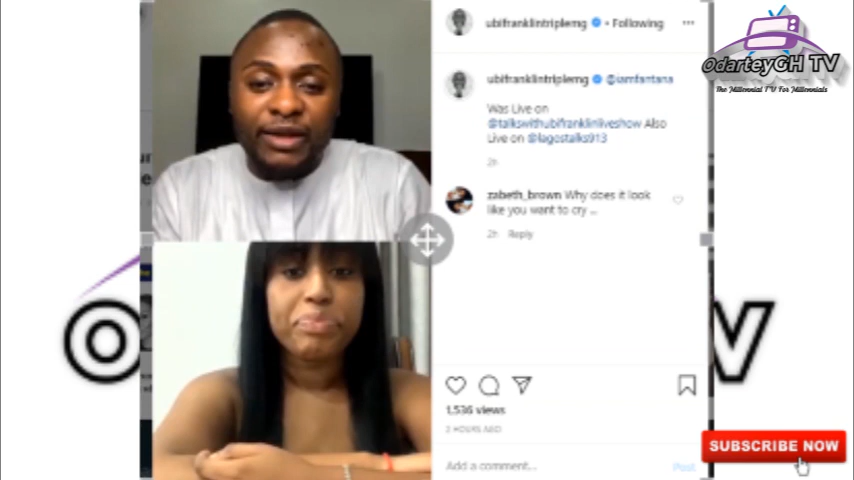 ubifranklintriplemg • Following
OdarteyGH TV
The Millennial TV For Millennials
ubifranklintriplemg @iamfantana
Was Live on
@talkswithubifranklinliveshow Also
Live on @lagostalks913
2h
zabeth_brown Why does it look
like you want to cry ...
2h Reply
O
V
1,536 views
2 HOURS AGO
SUBSCRIBE NOW
Add a comment... Post